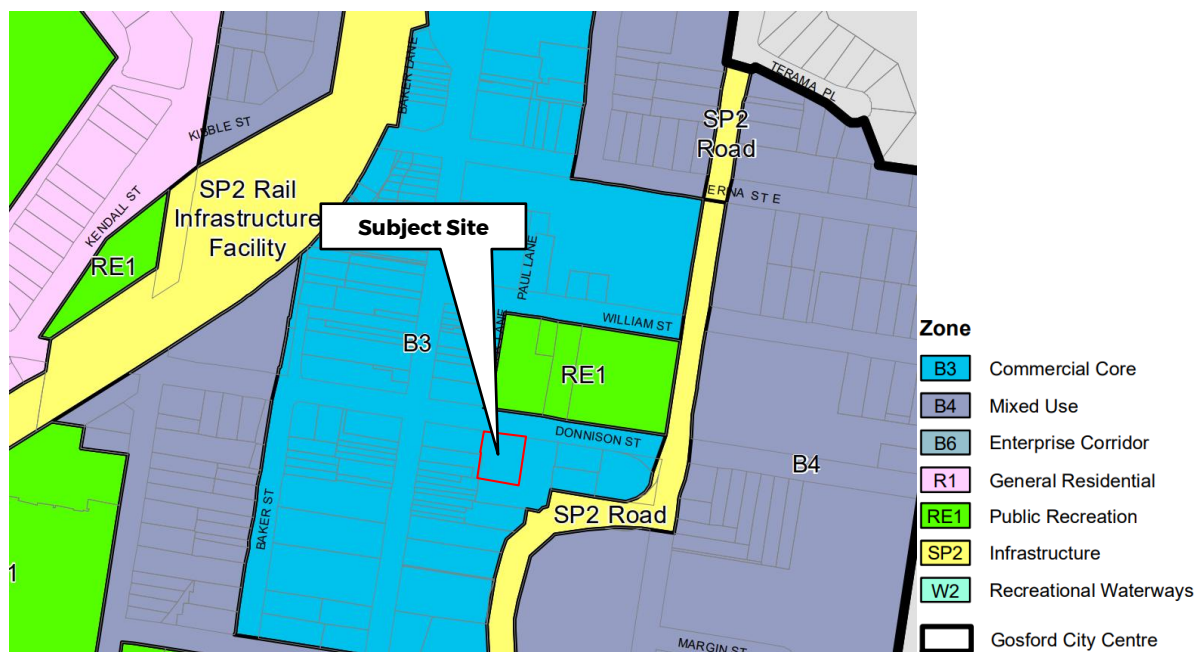 TERAMA PL
BAKER LANE
KIBBLE ST
SP2
Road
SP2 Rail
Infrastructure
Facility
KENDALL ST
ERINA ST E
Subject Site
RE1
PAUL LANE
LANE
WILLIAM ST
B3
RE1
DONNISON ST
B4
BAKER ST
SP2 Road
1
MARGIN ST
Zone
B3 Commercial Core
B4 Mixed Use
B6 Enterprise Corridor
R1 General Residential
RE1 Public Recreation
SP2 Infrastructure
W2 Recreational Waterways
Gosford City Centre